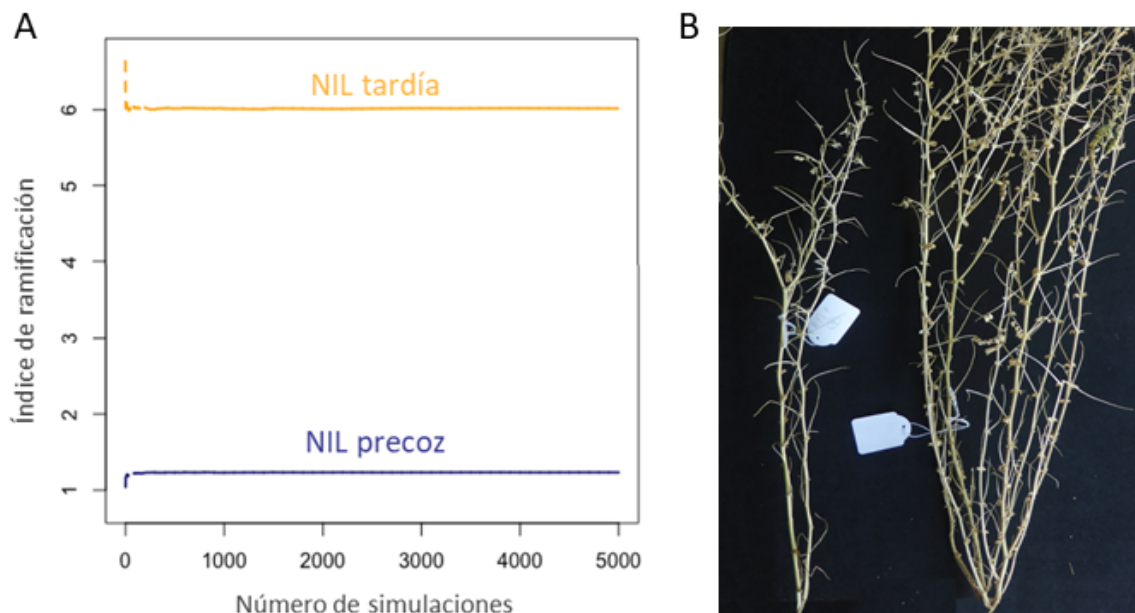 A
NIL tardía
NIL precoz
Índice de ramificación
6
5
4
3
2
1
0
1000
2000
3000
4000
5000
Número de simulaciones
B